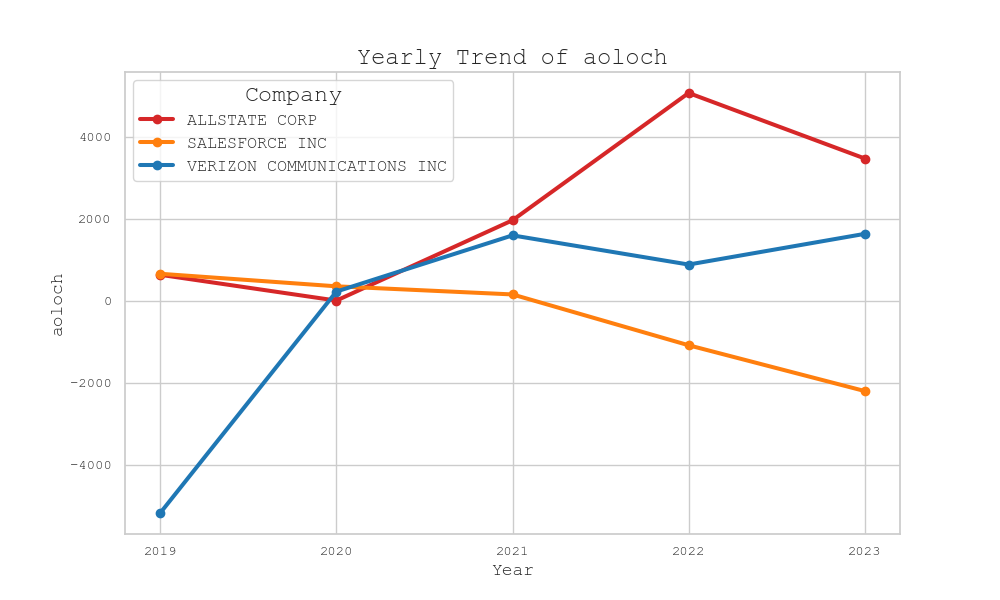 Yearly Trend of aoloch
Company
ALLSTATE CORP
SALESFORCE INC
VERIZON COMMUNICATIONS INC
aoloch
4000
2000
0
−2000
−4000
2019 2020 2021 2022 2023
Year